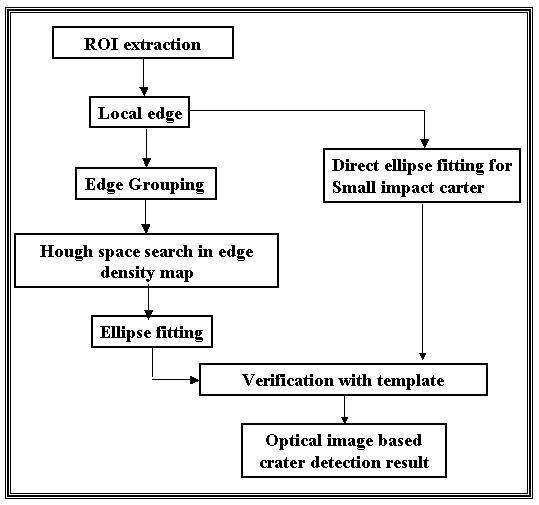 ROI extraction
Local edge
Direct ellipse fitting for
Small impact carter
Edge Grouping
Hough space search in edge
density map
Ellipse fitting
Verification with template
Optical image based
crater detection result